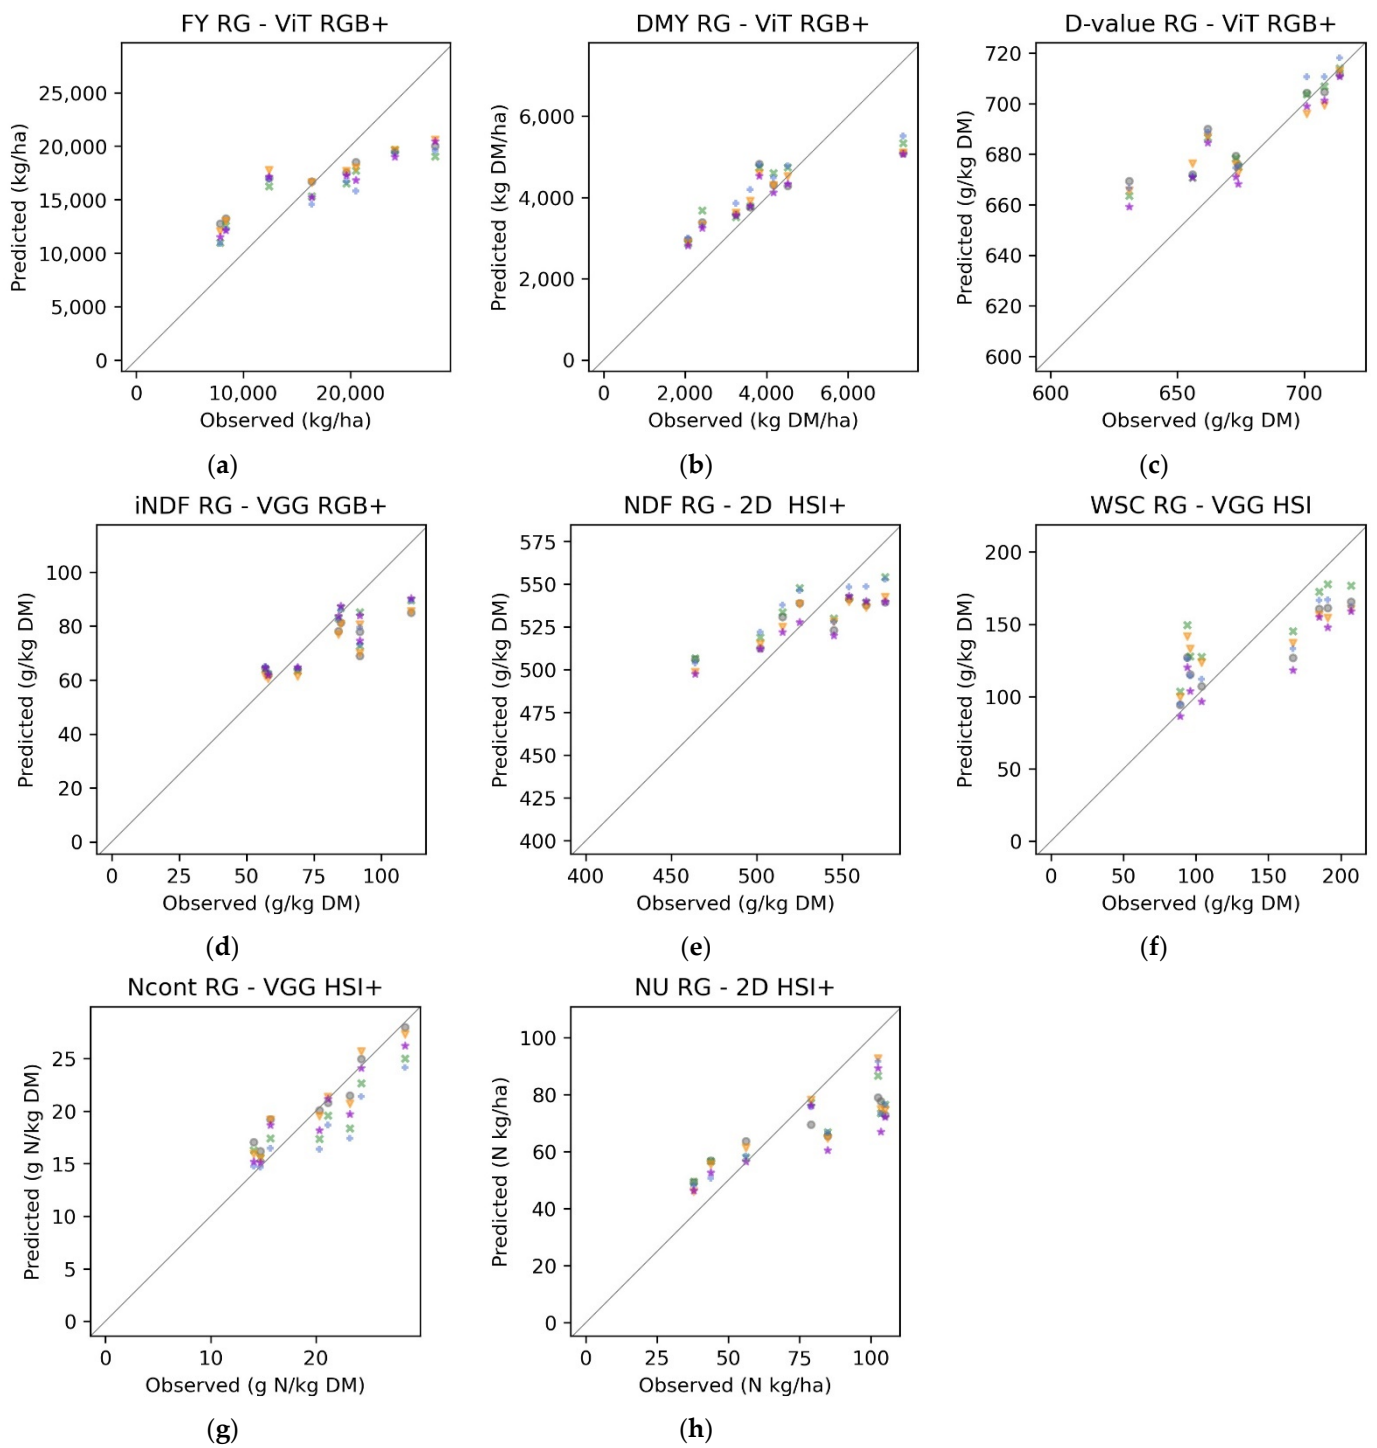 FY RG - ViT RGB+
DMY RG - ViT RGB+
D-value RG - ViT RGB+
Predicted (kg/ha)
25,000
20,000
15,000
10,000
5,000
0
0
10,000
20,000
Observed (kg/ha)
(a)
Predicted (kg DM/ha)
6,000
4,000
2,000
0
0
2,000
4,000
6,000
Observed (kg DM/ha)
(b)
Predicted (g/kg DM)
720
700
680
660
640
620
600
600
650
700
Observed (g/kg DM)
(c)
iNDF RG - VGG RGB+
NDF RG - 2D  HSI+
WSC RG - VGG HSI
Predicted (g/kg DM)
100
80
60
40
20
0
0
25
50
75
100
Observed (g/kg DM)
(d)
Predicted (g/kg DM)
575
550
525
500
475
450
425
400
400
450
500
550
Observed (g/kg DM)
(e)
Predicted (g/kg DM)
200
150
100
50
0
0
50
100
150
200
Observed (g/kg DM)
(f)
Ncont RG - VGG HSI+
NU RG - 2D HSI+
Predicted (g N/kg DM)
25
20
15
10
5
0
0
10
20
Observed (g N/kg DM)
(g)
Predicted (N kg/ha)
100
80
60
40
20
0
0
25
50
75
100
Observed (N kg/ha)
(h)